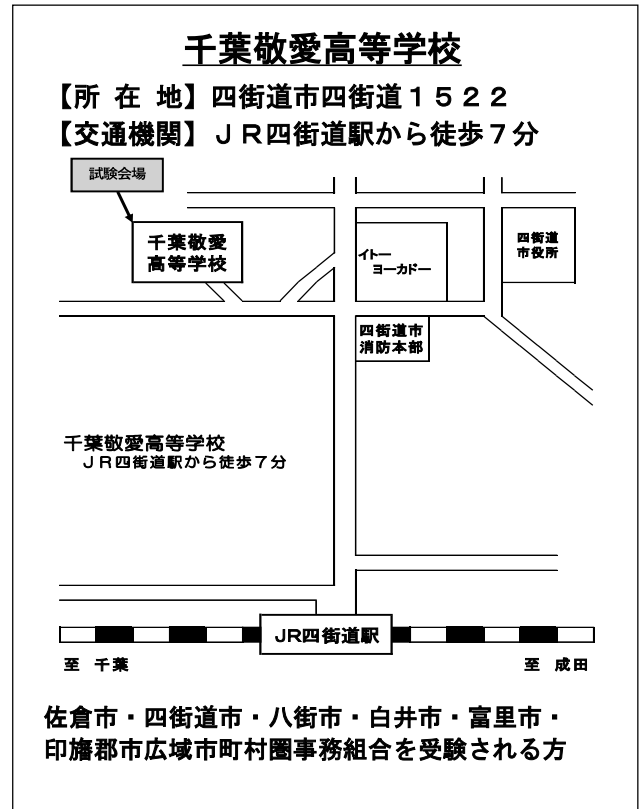 千葉敬愛高等学校
【所 在 地】四街道市四街道１５２２
【交通機関】ＪＲ四街道駅から徒歩７分
試験会場
千葉敬愛
高等学校
イトー
ヨーカドー
四街道
市役所
四街道市
消防本部
千葉敬愛高等学校
ＪＲ四街道駅から徒歩７分
JR四街道駅
至 千葉
至 成田
佐倉市・四街道市・八街市・白井市・富里市・
印旛郡市広域市町村圏事務組合を受験される方